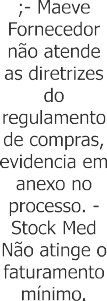 ;- Maeve
Fornecedor
não atende
as diretrizes
do
regulamento
de compras,
evidencia em
anexo no
processo. -
Stock Med
Não atinge o
faturamento
mínimo.